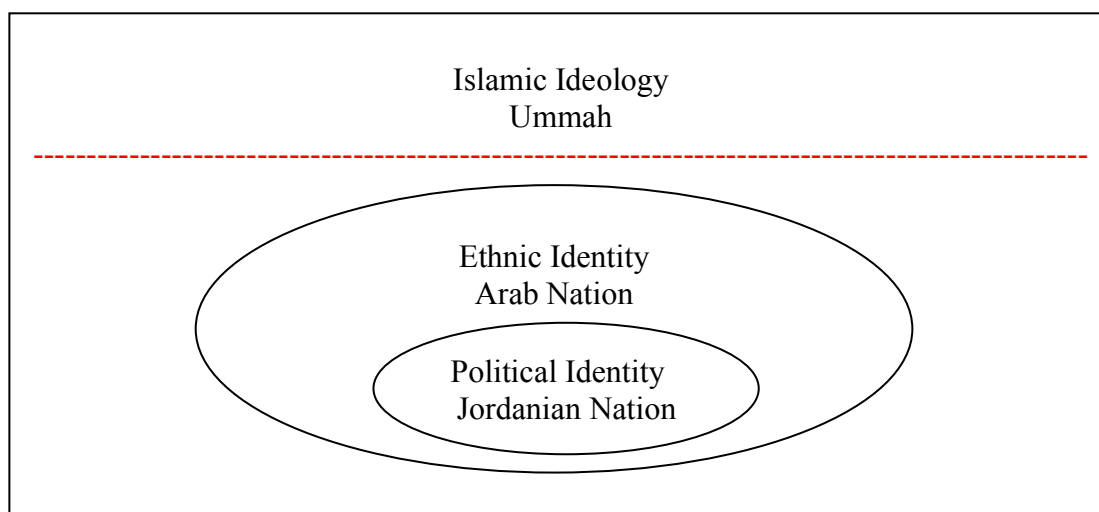 Islamic Ideology
Ummah
Ethnic Identity
Arab Nation
Political Identity
Jordanian Nation